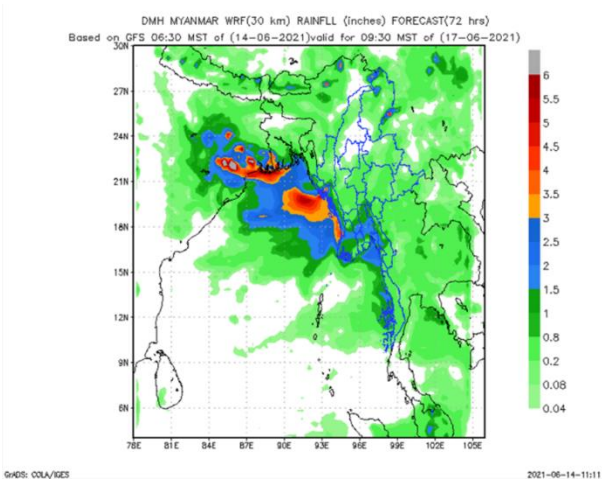 DMH MYANMAR WRF(30 km) RAINFLL (inches) FORECAST(72 hrs)
Based on GFS 06:30 MST of (14-06-2021)valid for 09:30 MST of (17-06-2021)
30N
27N
24N
21N
18N
15N
12N
9N
6N
78E 81E 84E 87E 90E 93E 96E 99E 102E 105E
6
5.5
5
4.5
4
3.5
3
2.5
2
1.5
1
0.8
0.2
0.08
0.04
GrADS: COLA/IGES
2021-06-14-11:11